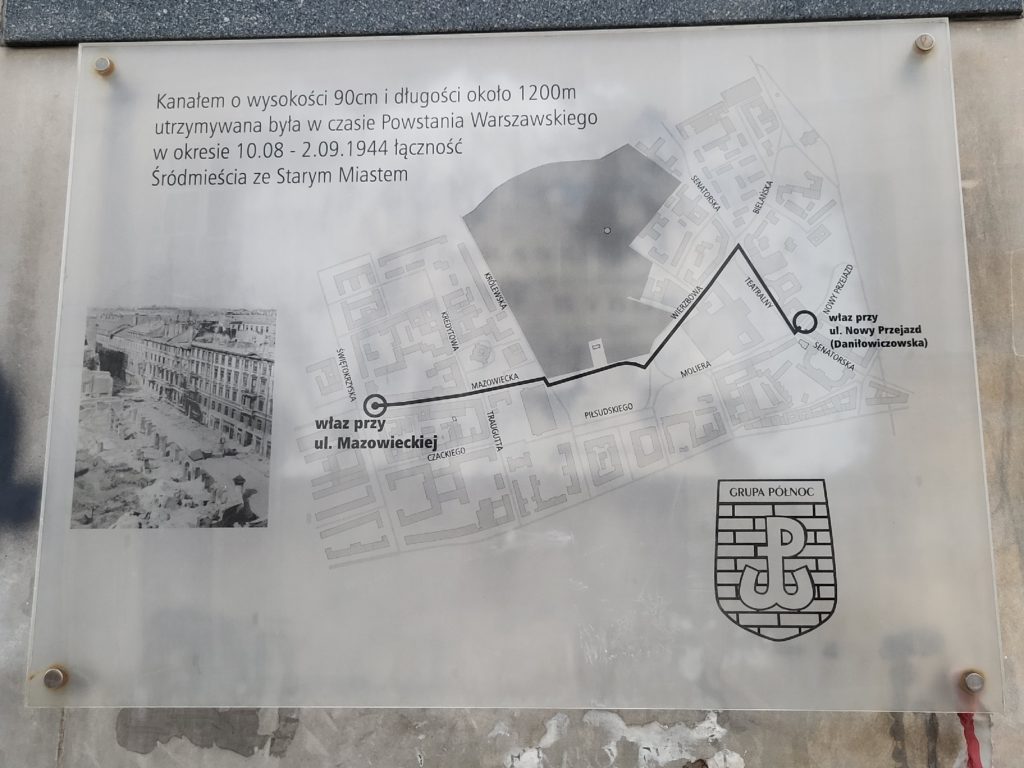 Kanałem o wysokości 90cm i długości około 1200m
utrzymywana była w czasie Powstania Warszawskiego
w okresie 10.08 - 2.09.1944 łączność
Śródmieścia ze Starym Miastem
SENATORSKA
BIELAŃSKA
KRÓLEWSKA
KREDYTOWA
WIERZBOWA
TEATRALNY
NOWY PRZEJAZD
właz przy
ul. Nowy Przejazd
(Daniłowiczowska)
SENATORSKA
ŚWIĘTOKRZYSKA
MAZOWIECKA
MOLIERA
właz przy
ul. Mazowieckiej
TRAUGUTTA
PIŁSUDSKIEGO
CZACKIEGO
GRUPA PÓŁNOC
PW